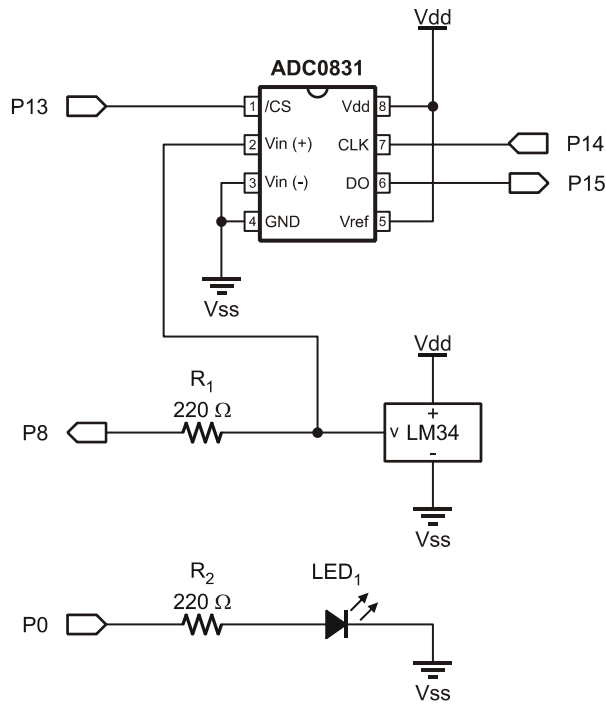 Vdd
ADC0831
P13
1 /CS Vdd 8
2 Vin (+) CLK 7 P14
3 Vin (-) DO 6 P15
4 GND Vref 5
Vss
Vdd
R1
220 Ω
P8
+
v LM34
-
Vss
R2
220 Ω
LED1
P0
Vss